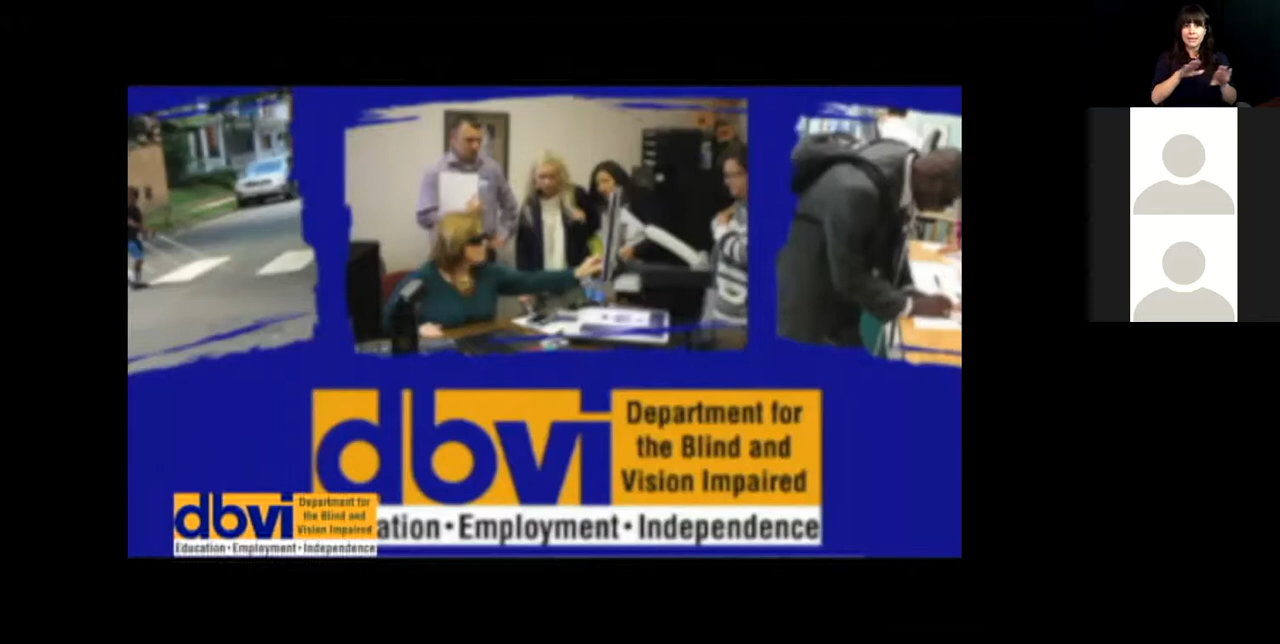 dbvi
Department for
the Blind and
Vision Impaired
ation • Employment • Independence
dbvi
Department for
the Blind and
Vision Impaired
Education • Employment • Independence